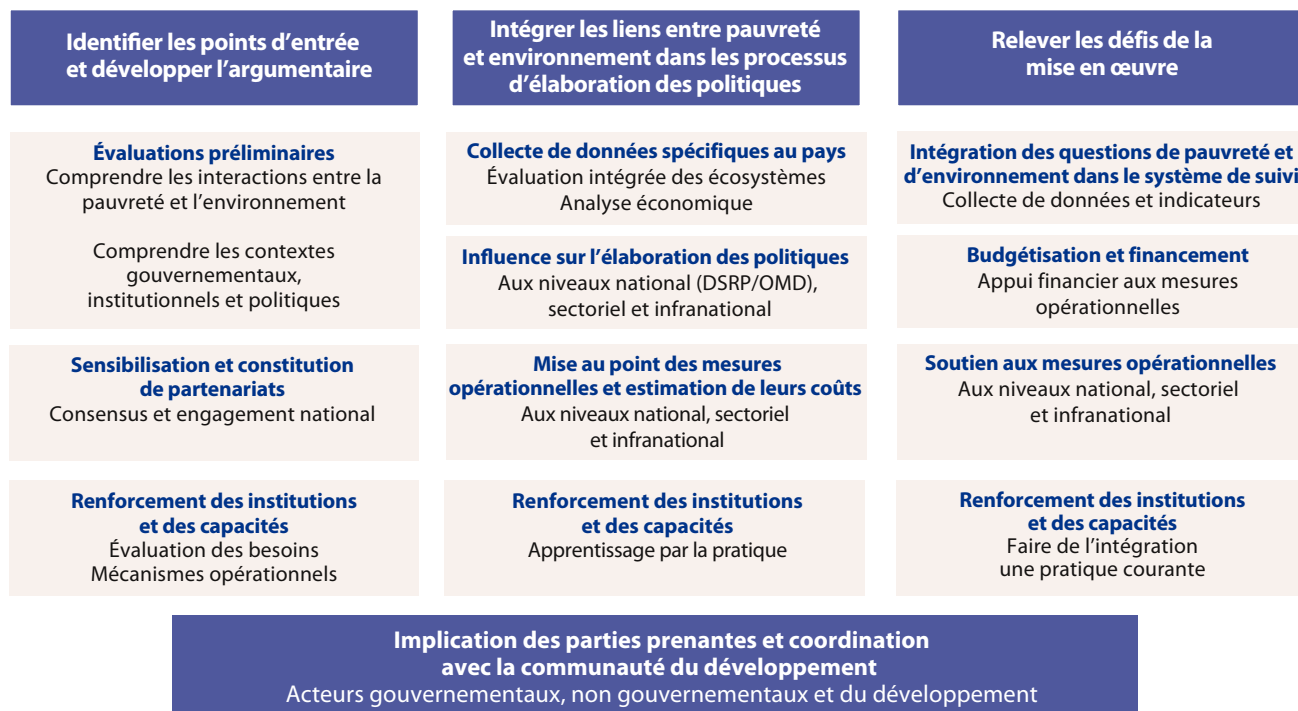 Identifier les points d’entrée
et développer l’argumentaire
Évaluations préliminaires
Comprendre les interactions entre la
pauvreté et l’environnement
Comprendre les contextes
gouvernementaux,
institutionnels et politiques
Sensibilisation et constitution
de partenariats
Consensus et engagement national
Renforcement des institutions
et des capacités
Évaluation des besoins
Mécanismes opérationnels
Intégrer les liens entre pauvreté
et environnement dans les processus
d’élaboration des politiques
Collecte de données spécifiques au pays
Évaluation intégrée des écosystèmes
Analyse économique
Influence sur l’élaboration des politiques
Aux niveaux national (DSRP/OMD),
sectoriel et infranational
Mise au point des mesures
opérationnelles et estimation de leurs coûts
Aux niveaux national, sectoriel
et infranational
Renforcement des institutions
et des capacités
Apprentissage par la pratique
Relever les défis de la
mise en œuvre
Intégration des questions de pauvreté et
d’environnement dans le système de suivi
Collecte de données et indicateurs
Budgétisation et financement
Appui financier aux mesures
opérationnelles
Soutien aux mesures opérationnelles
Aux niveaux national, sectoriel
et infranational
Renforcement des institutions
et des capacités
Faire de l’intégration
une pratique courante
Implication des parties prenantes et coordination
avec la communauté du développement
Acteurs gouvernementaux, non gouvernementaux et du développement